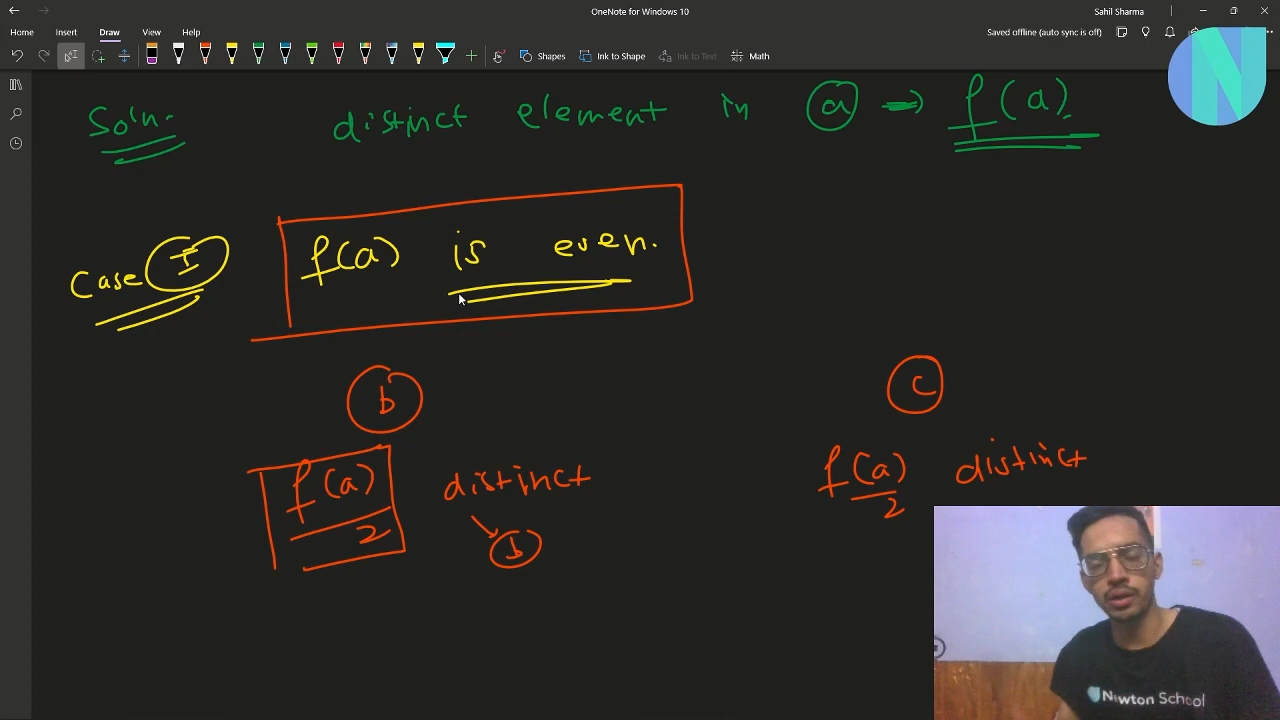 OneNote for Windows 10
Sahil Sharma
Home Insert Draw View Help
Saved offline (auto sync is off)
Shapes Ink to Shape Ink to Text Math
Soln. distinct element in a → f(a).
Case I f(a) is even.
b c
f(a)/2 distinct f(a)/2 distinct
b
Newton School